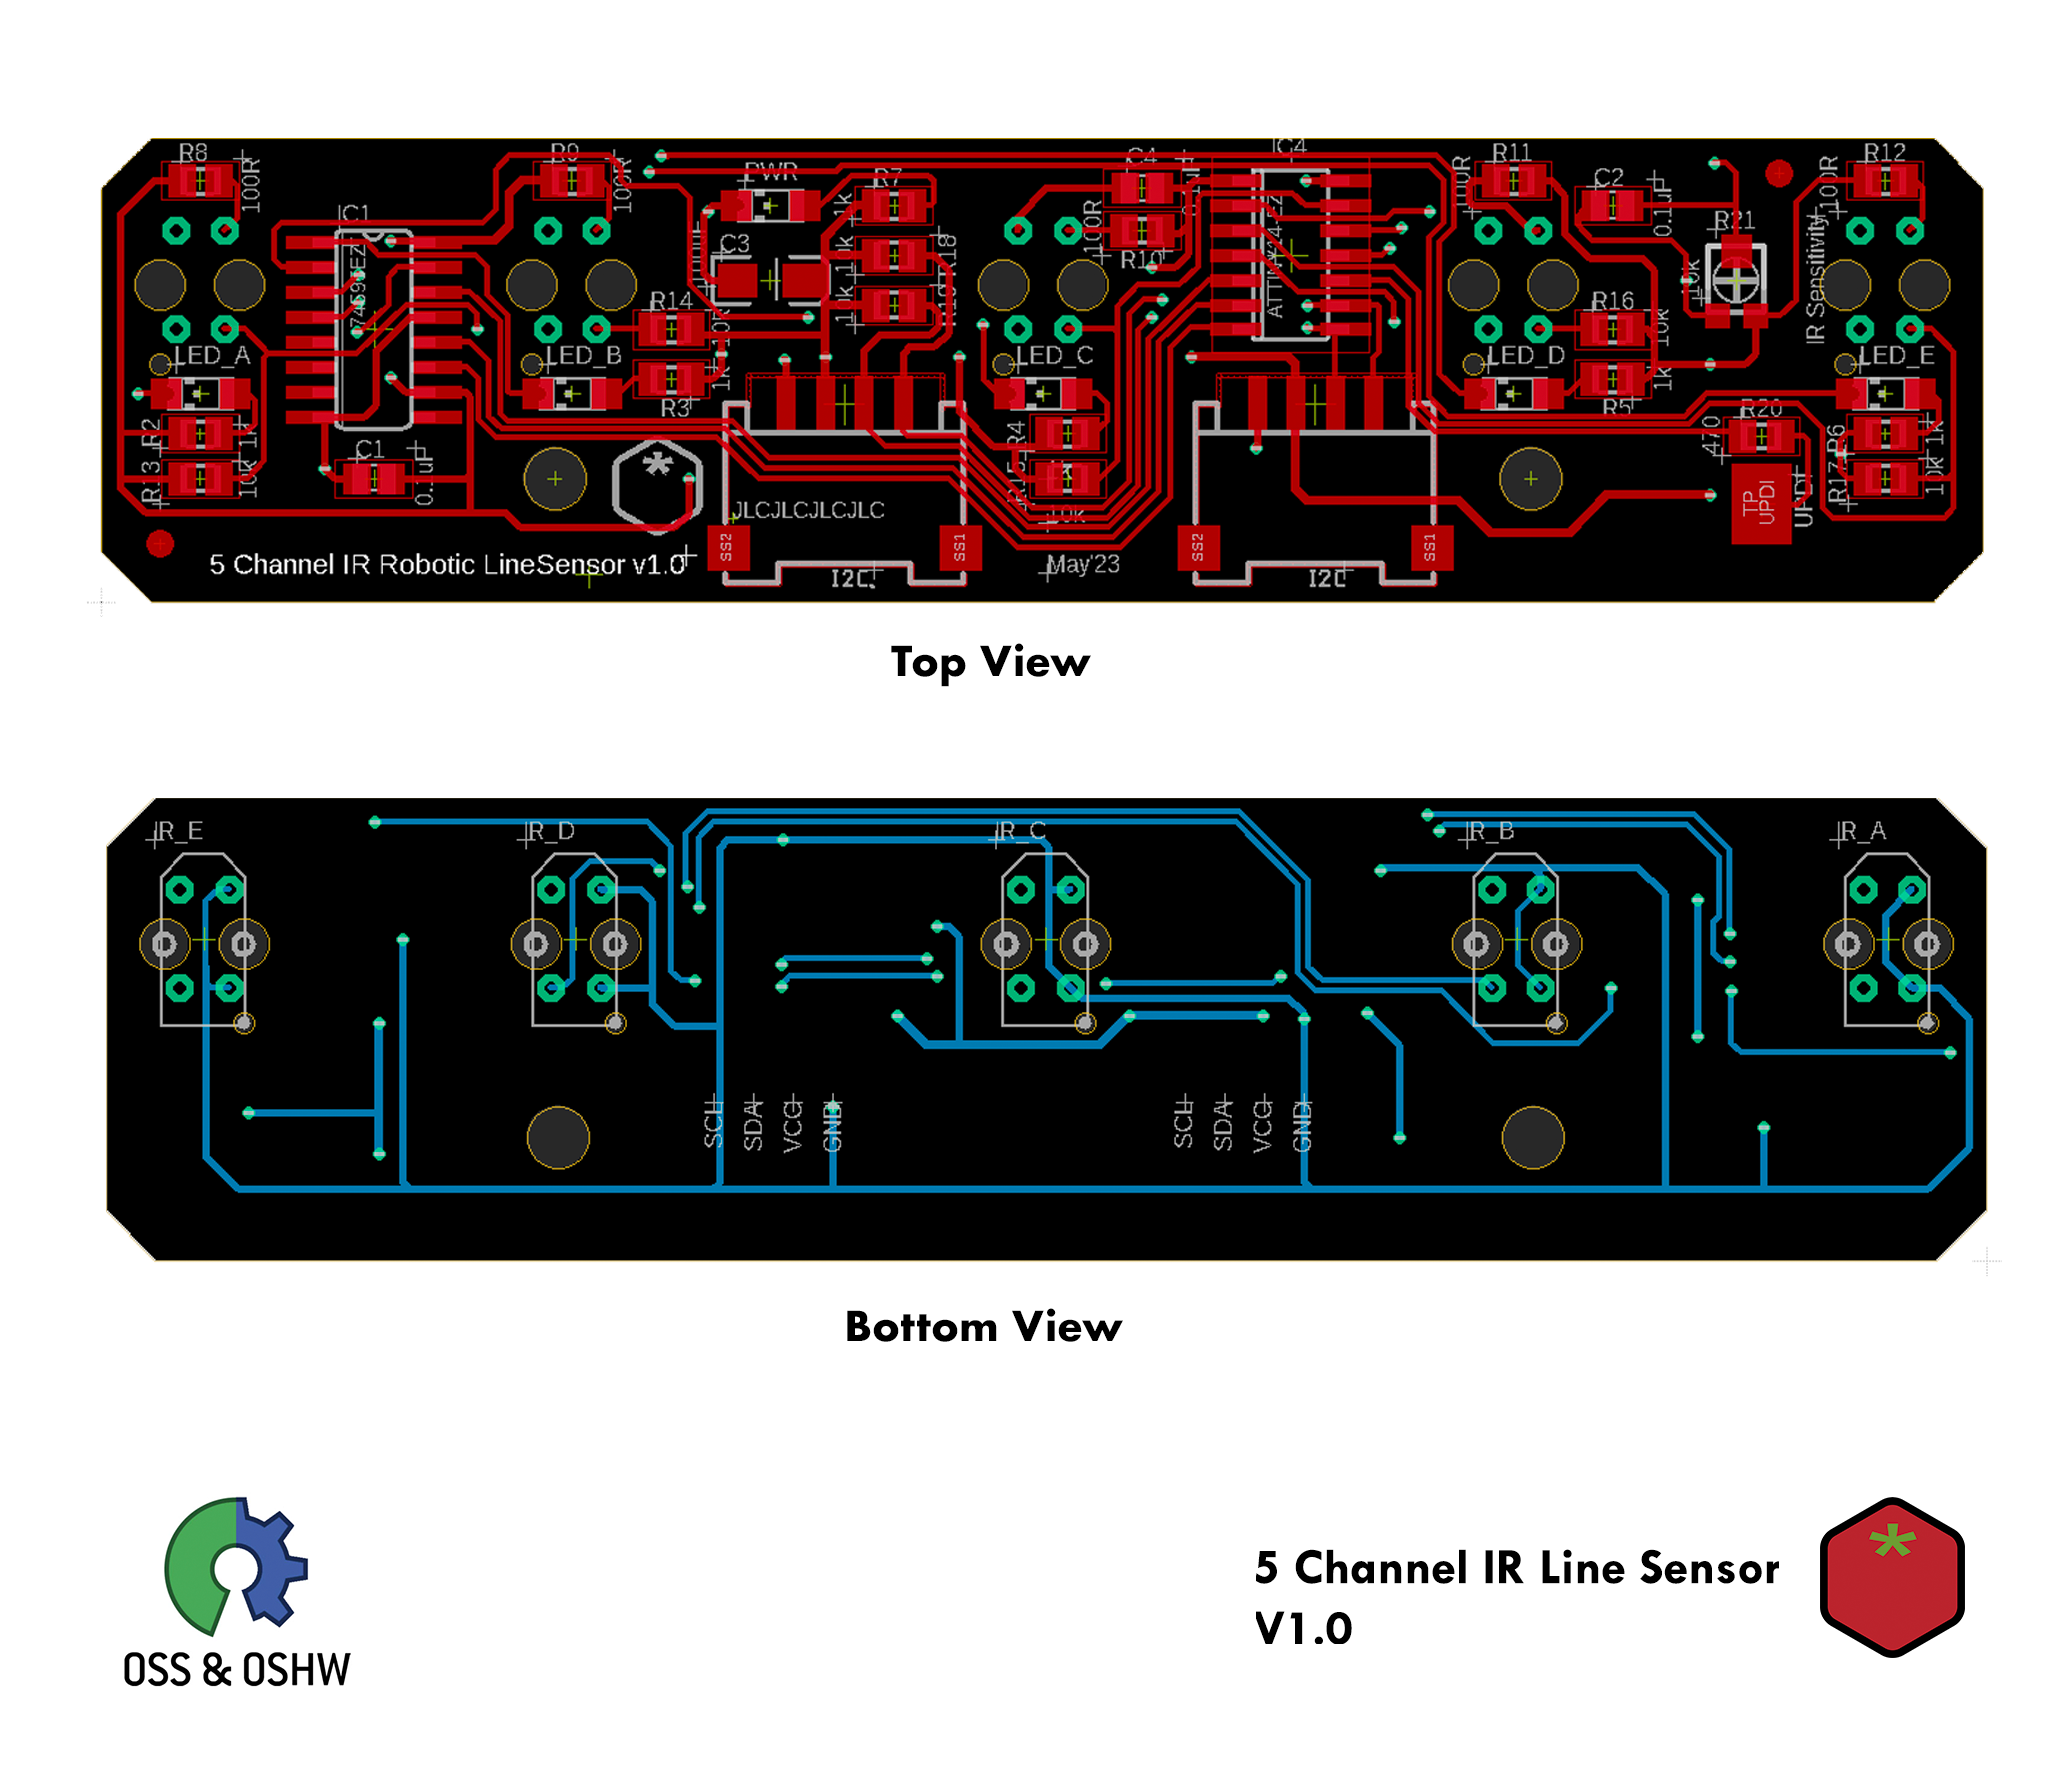 R8
100R
R9
100R
PWR
R7
1k
C4
IC4
R11
C2
0.1uF
R12
100R
IC1
C3
10k
R18
100R
R10
R21
10k
IR Sensitivity
R14
10k
R16
10k
LED_A
LED_B
LED_C
LED_D
LED_E
1k
R3
R5
1k
R2
1k
C1
0.1uF
R4
470
R20
R6
1k
R13
10k
R15
10k
R17
10k
TP
UPDI
UPDI
JLCJLCJLCJLC
SS2
SS1
SS2
SS1
5 Channel IR Robotic LineSensor v1.0
I2C
May'23
I2C
Top View
IR_E
IR_D
IR_C
IR_B
IR_A
SCL
SDA
VCC
GND
SCL
SDA
VCC
GND
Bottom View
5 Channel IR Line Sensor
V1.0
OSS & OSHW